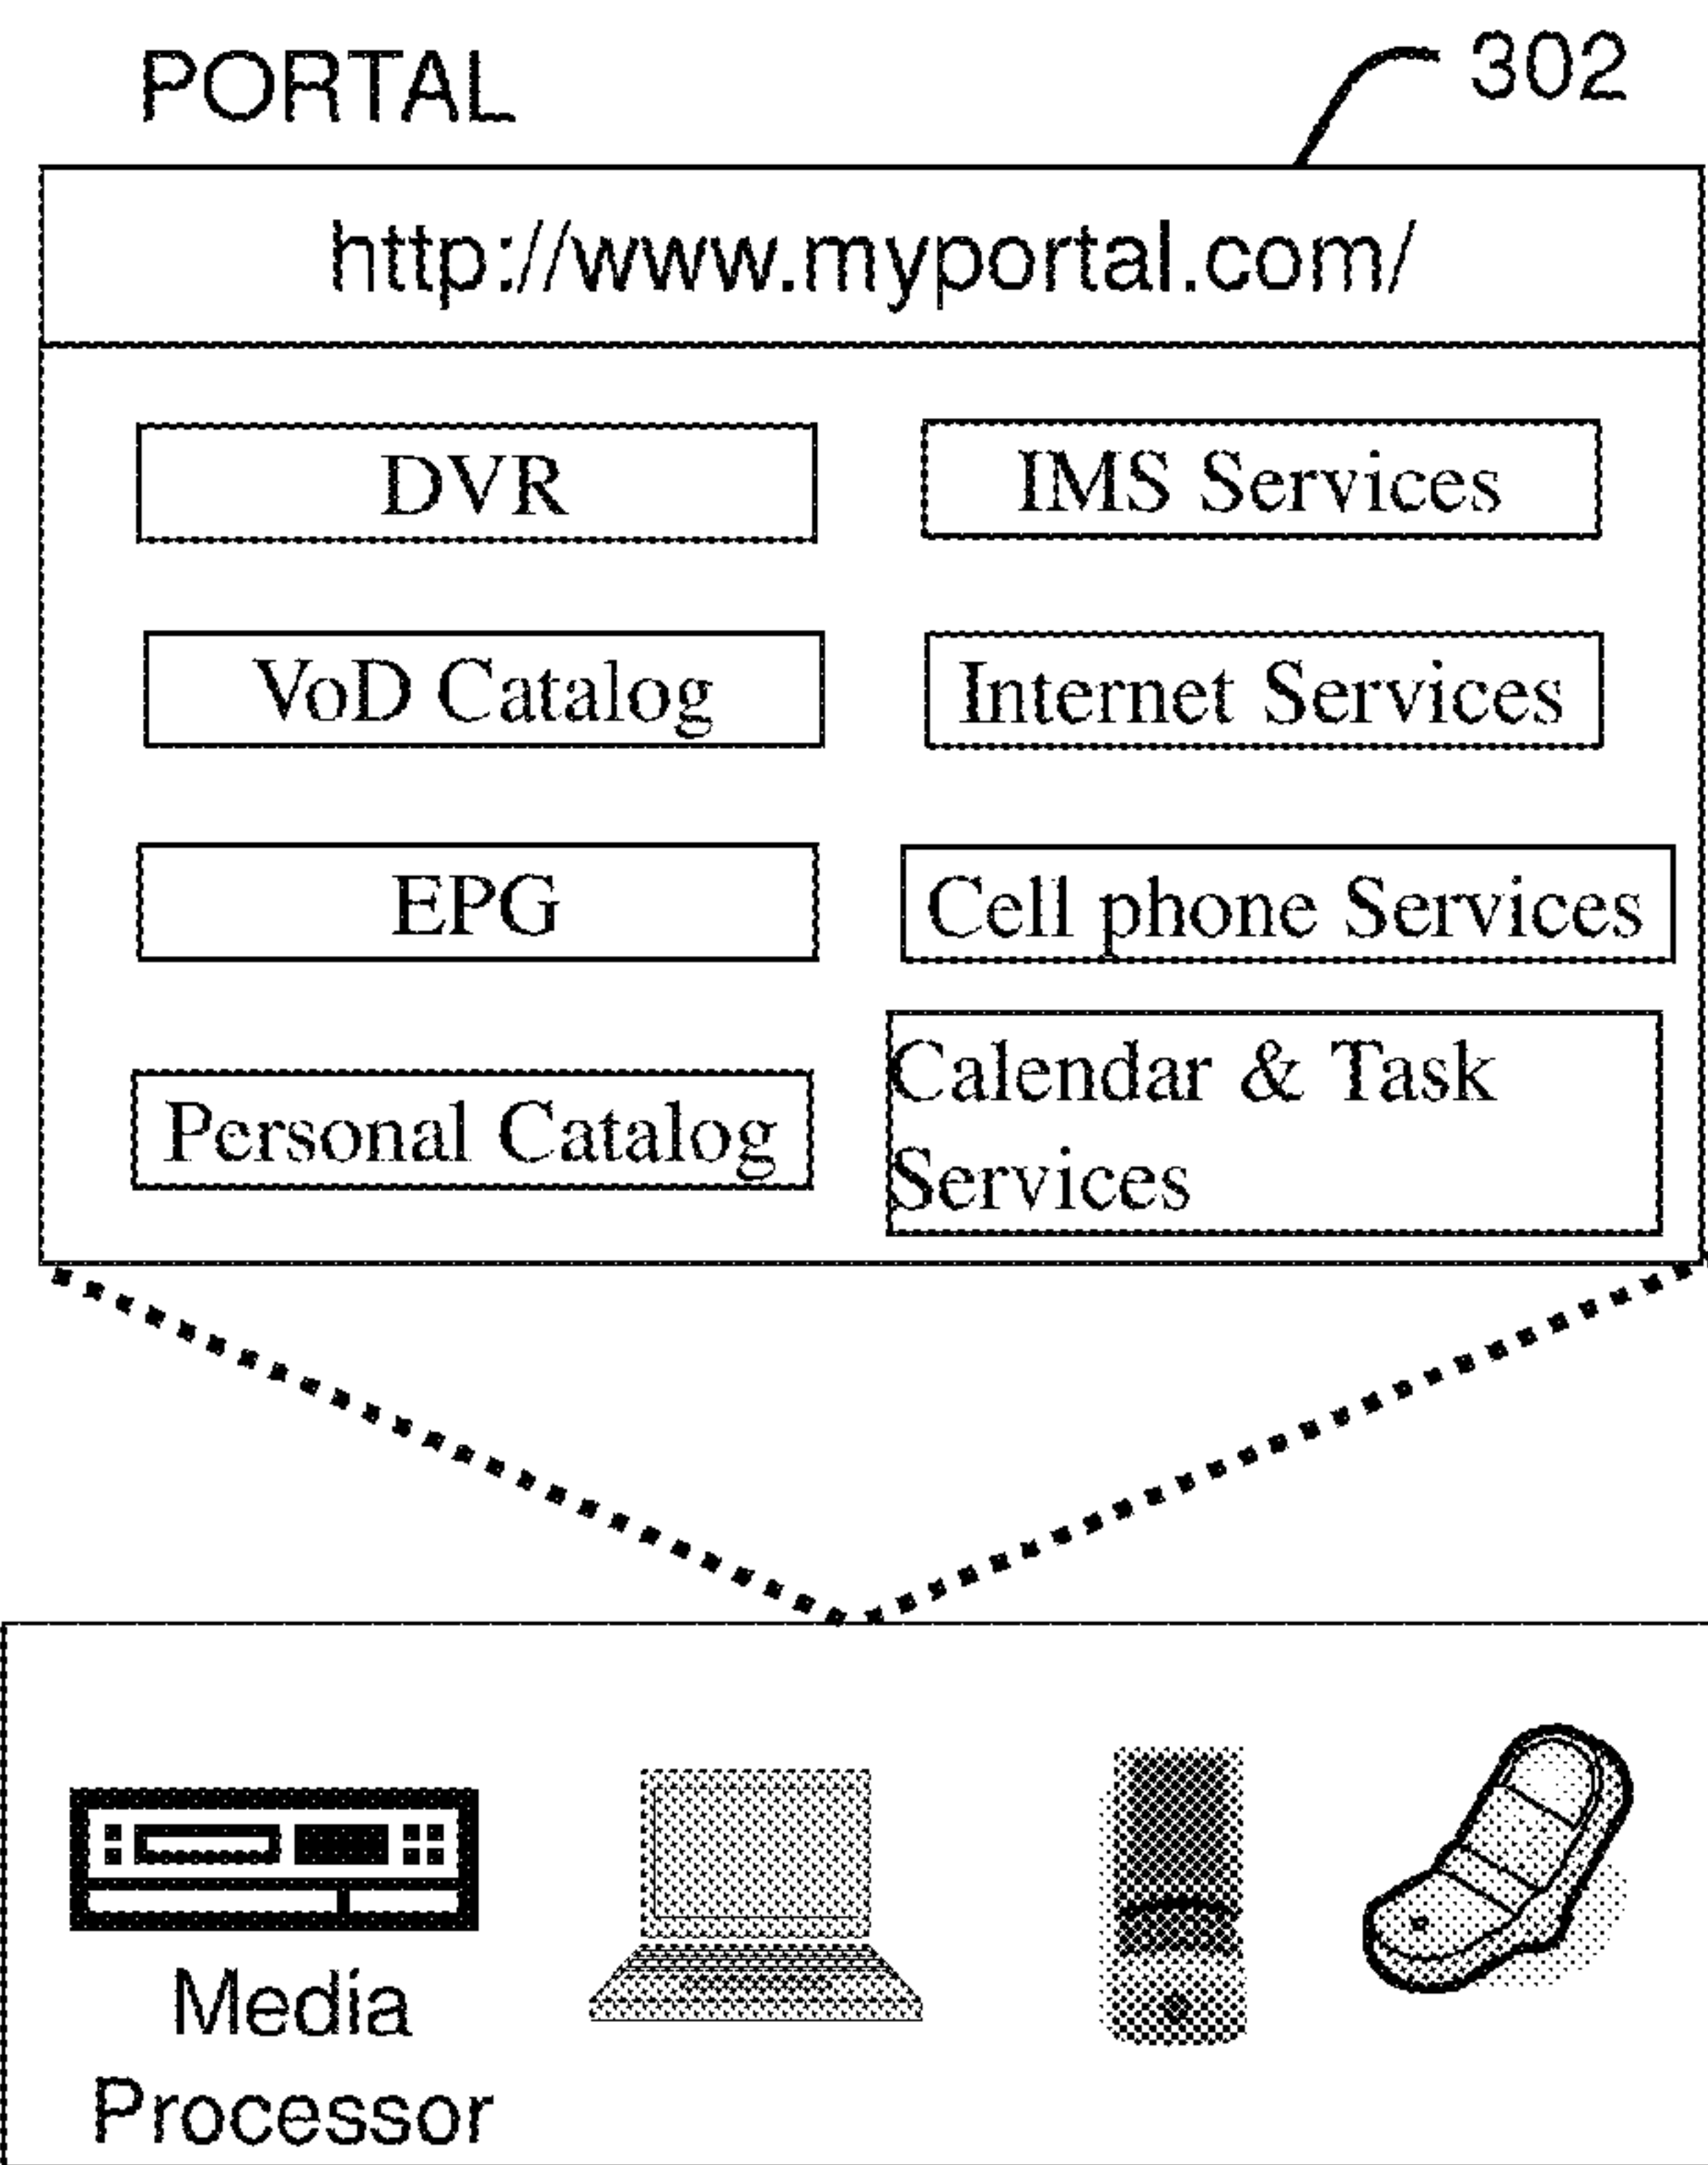 PORTAL
302
http://www.myportal.com/
DVR
IMS Services
VoD Catalog
Internet Services
EPG
Cell phone Services
Personal Catalog
Calendar & Task
Services
Media
Processor